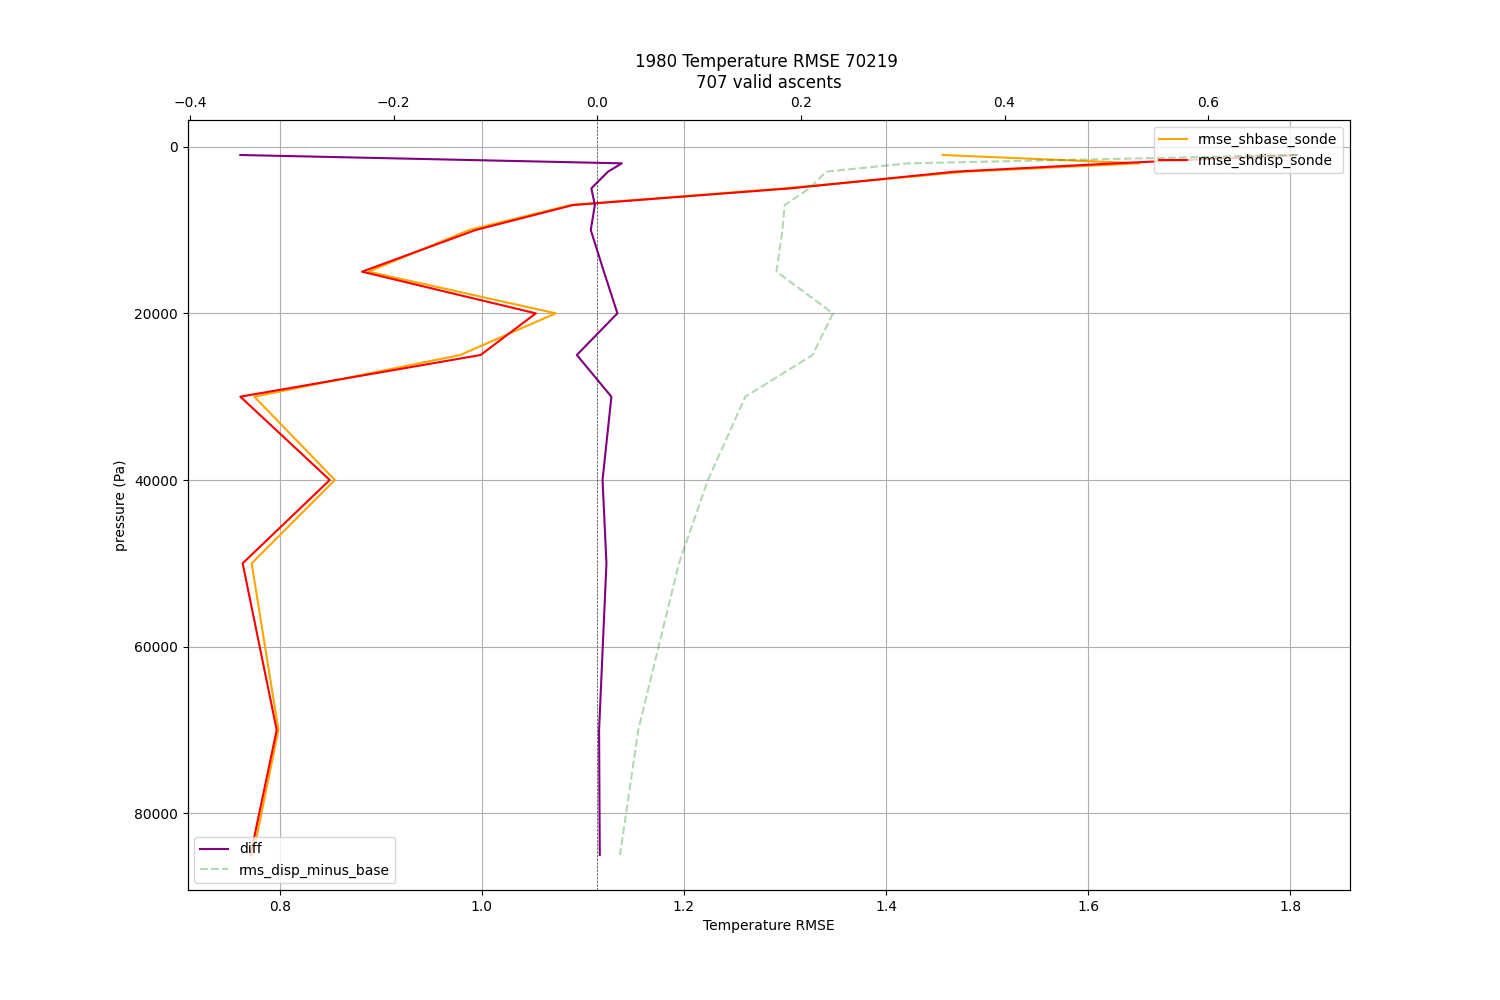 1980 Temperature RMSE 70219
707 valid ascents
−0.4 −0.2 0.0 0.2 0.4 0.6
rmse_shbase_sonde
rmse_shdisp_sonde
0
20000
40000
60000
80000
pressure (Pa)
diff
rms_disp_minus_base
0.8 1.0 1.2 1.4 1.6 1.8
Temperature RMSE